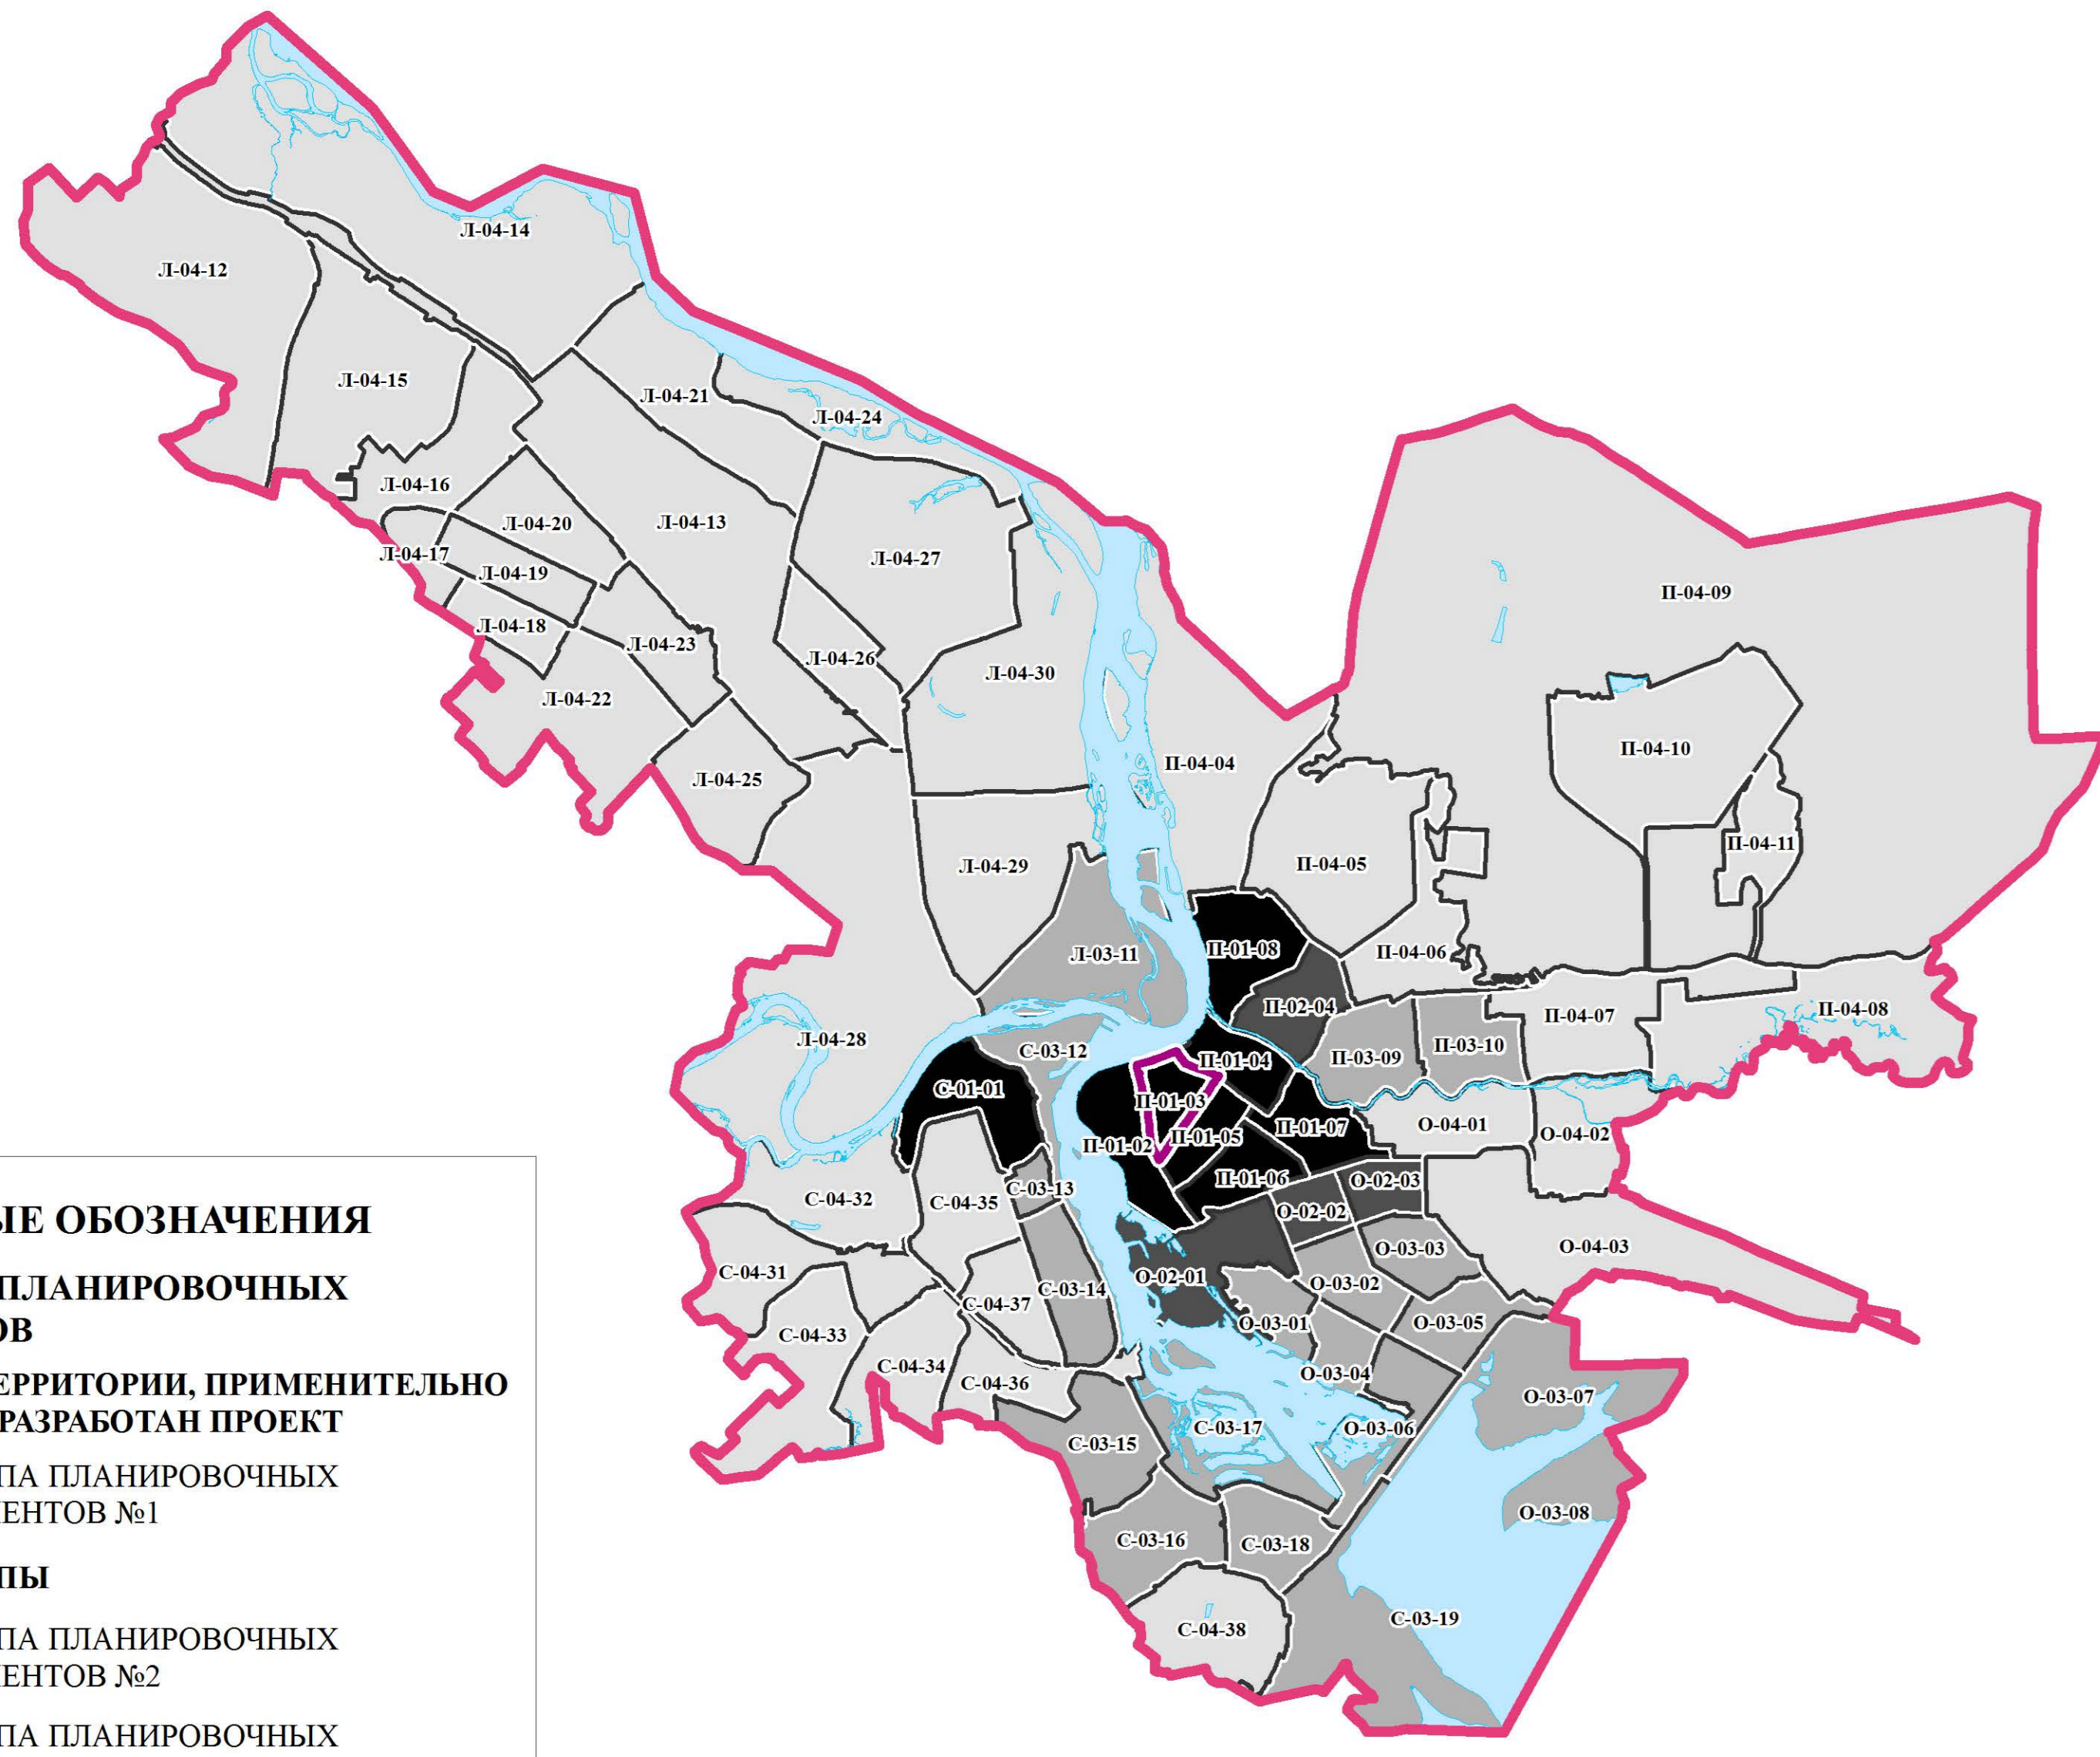 Л-04-14
Л-04-12
Л-04-15
Л-04-21
Л-04-24
Л-04-16
Л-04-20
Л-04-13
Л-04-17
Л-04-19
Л-04-27
П-04-09
Л-04-18
Л-04-23
Л-04-26
Л-04-30
Л-04-22
П-04-10
П-04-04
Л-04-25
П-04-11
Л-04-29
П-04-05
Л-03-11
П-01-08
П-04-06
П-02-04
П-04-07
П-04-08
Л-04-28
С-03-12
П-01-04
П-03-09
П-03-10
С-01-01
П-01-03
П-01-02
П-01-05
П-01-07
О-04-01
О-04-02
П-01-06
О-02-03
С-04-32
С-04-35
С-03-13
О-02-02
О-03-03
О-04-03
С-04-31
О-02-01
О-03-02
С-03-14
С-04-37
С-04-33
О-03-01
О-03-05
С-04-34
С-04-36
О-03-04
О-03-07
С-03-15
С-03-17
О-03-06
О-03-08
С-03-16
С-03-18
С-03-19
С-04-38
ЫЕ ОБОЗНАЧЕНИЯ
ПЛАНИРОВОЧНЫХ
ОВ
ЕРРИТОРИИ, ПРИМЕНИТЕЛЬНО
РАЗРАБОТАН ПРОЕКТ
ПА ПЛАНИРОВОЧНЫХ
МЕНТОВ №1
ПЫ
ПА ПЛАНИРОВОЧНЫХ
МЕНТОВ №2
ПА ПЛАНИРОВОЧНЫХ